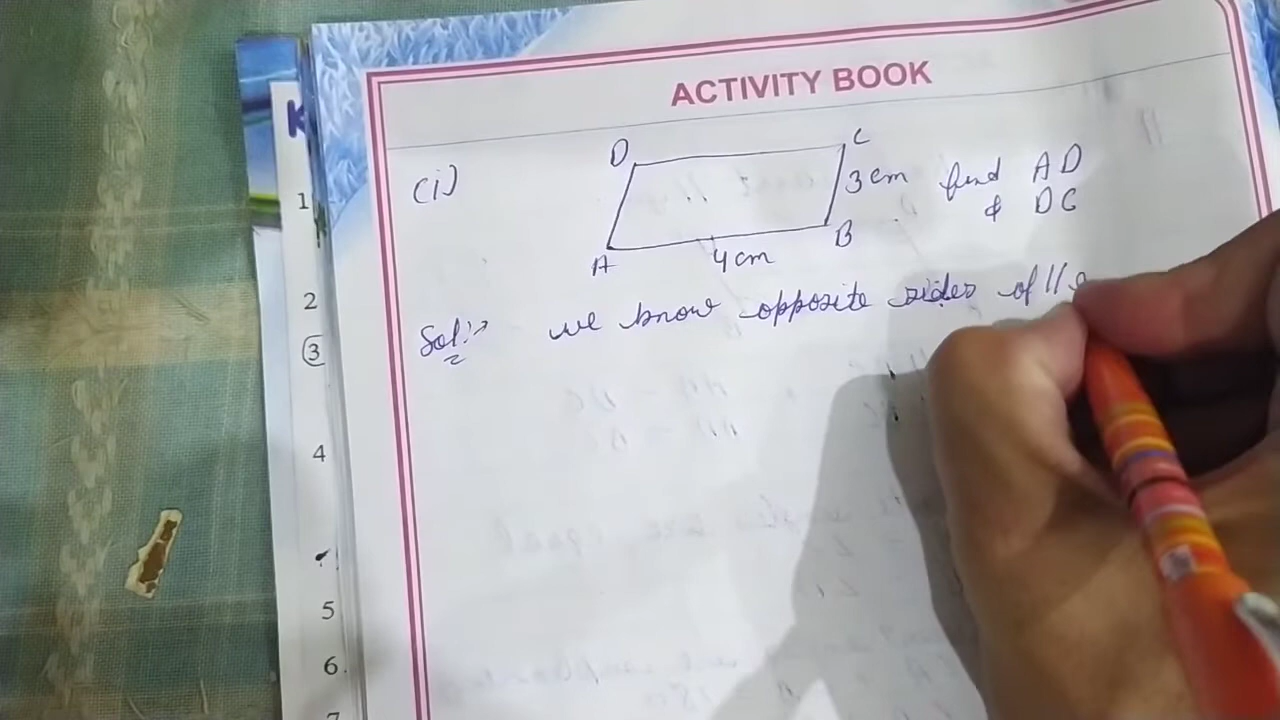 ACTIVITY BOOK
K
1
2
3
4
5
6.
7
(i)
D
C
3 cm
find AD
& DC
A
4 cm
B
Sol:-
we know opposite sides of ||